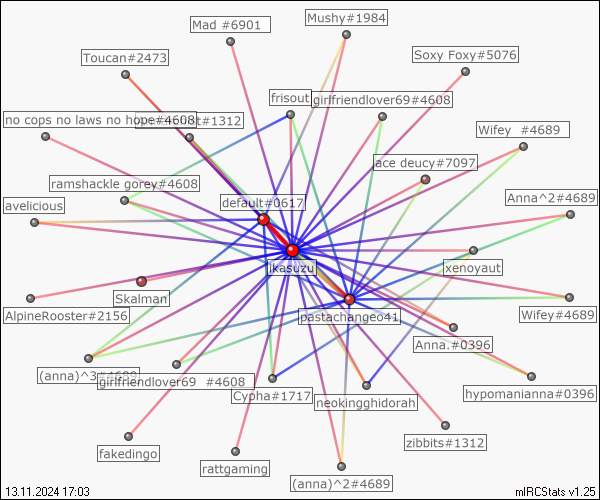 Mad #6901
Mushy#1984
Toucan#2473
Soxy Foxy#5076
frisout
girlfriendlover69#4608
no cops no laws no hope#4608
#1312
Wifey  #4689
ace deucy#7097
ramshackle gorey#4608
default#0617
Anna^2#4689
avelicious
jkasuzu
xenoyaut
Skalman
AlpineRooster#2156
pastachangeo41
Wifey#4689
Anna.#0396
(anna)^3#4689
girlfriendlover69  #4608
Cypha#1717
neokingghidorah
hypomanianna#0396
fakedingo
rattgaming
zibbits#1312
(anna)^2#4689
13.11.2024 17:03
mIRCStats v1.25